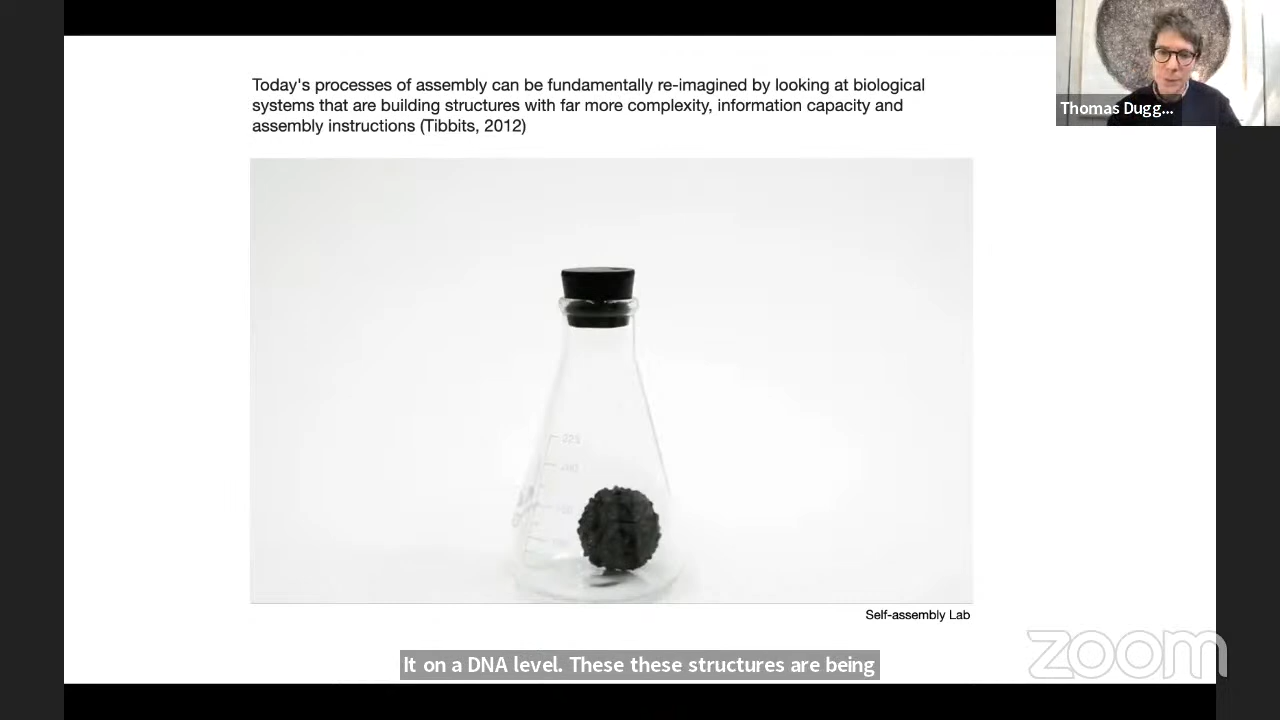 Today's processes of assembly can be fundamentally re-imagined by looking at biological
systems that are building structures with far more complexity, information capacity and
assembly instructions (Tibbits, 2012)
Thomas Dugg...
Self-assembly Lab
It on a DNA level. These these structures are being
zoom